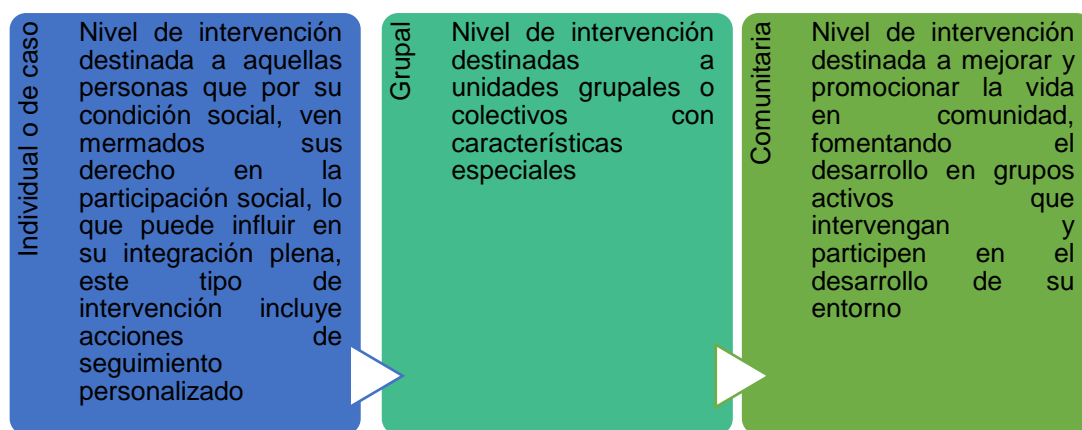 Individual o de caso
Nivel de intervención
destinada a aquellas
personas que por su
condición social, ven
mermados sus
derecho en la
participación social, lo
que puede influir en
su integración plena,
este tipo de
intervención incluye
acciones de
seguimiento
personalizado
Grupal
Nivel de intervención
destinadas a
unidades grupales o
colectivos con
características
especiales
Comunitaria
Nivel de intervención
destinada a mejorar y
promocionar la vida
en comunidad,
fomentando el
desarrollo en grupos
activos que
intervengan y
participen en el
desarrollo de su
entorno